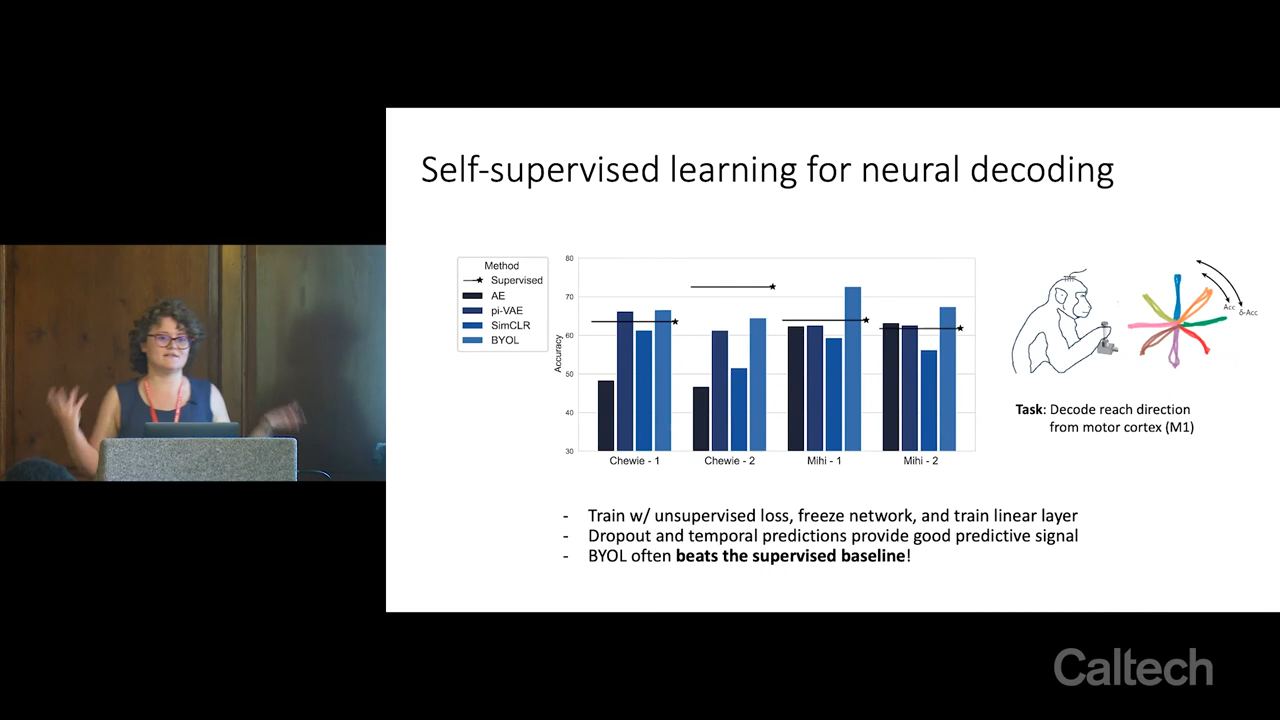 Self-supervised learning for neural decoding
Method
Supervised
AE
pi-VAE
SimCLR
BYOL
Accuracy
80
70
60
50
40
30
Chewie - 1
Chewie - 2
Mihi - 1
Mihi - 2
Acc
δ-Acc
Task: Decode reach direction
from motor cortex (M1)
- Train w/ unsupervised loss, freeze network, and train linear layer
- Dropout and temporal predictions provide good predictive signal
- BYOL often beats the supervised baseline!
Caltech